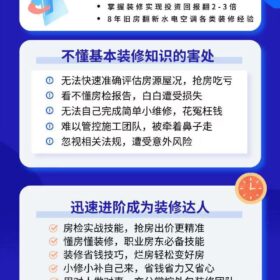 掌握装修实现投资回报翻2-3倍
8年旧房翻新水电空调各类装修经验
不懂基本装修知识的害处
无法快速准确评估房源屋况，抢房吃亏
看不懂房检报告，白白遭受损失
无法自己完成简单小维修，花冤枉钱
难以管控施工团队，被牵着鼻子走
忽视相关法规，遭受意外风险
迅速进阶成为装修达人
房检实战技能，抢房出价更精准
懂房懂装修，职业房东必备技能
装修省钱技巧，烂房轻松变好房
小修小补自己来，省钱省力又省心